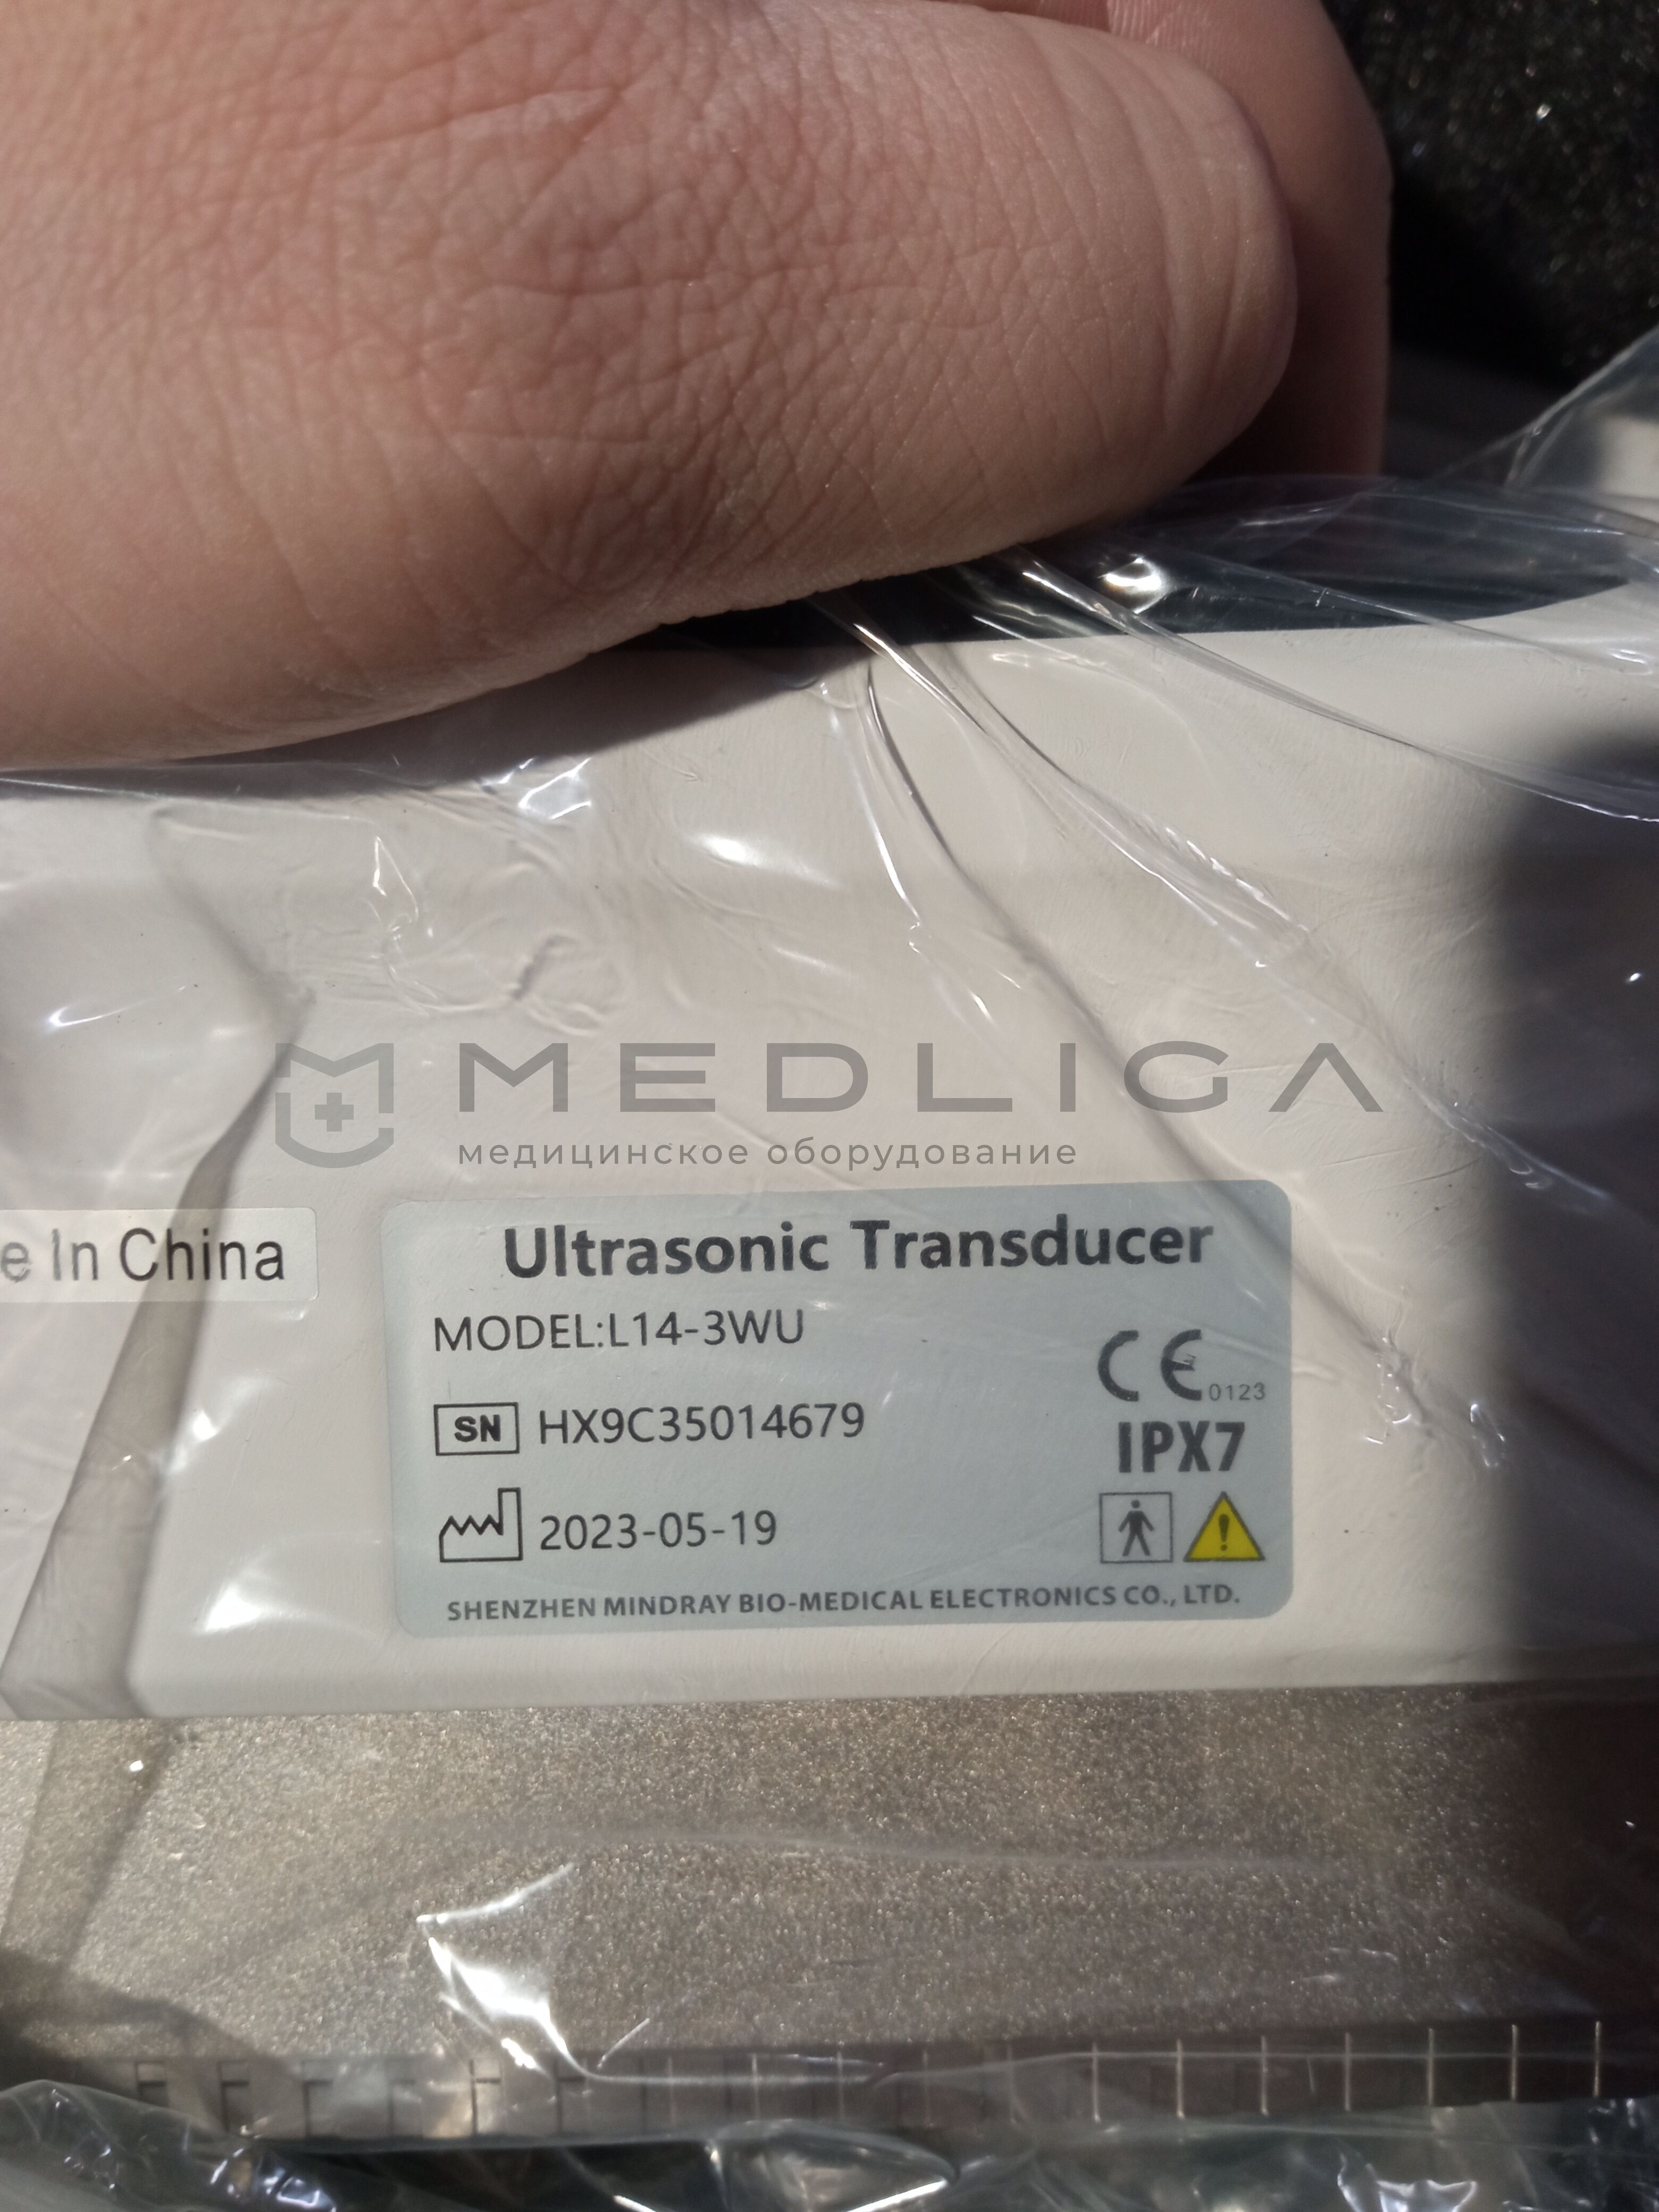 MEDLIGA
медицинское оборудование
e In China
Ultrasonic Transducer
MODEL:L14-3WU
SN HX9C35014679
2023-05-19
CE 0123
IPX7
SHENZHEN MINDRAY BIO-MEDICAL ELECTRONICS CO., LTD.